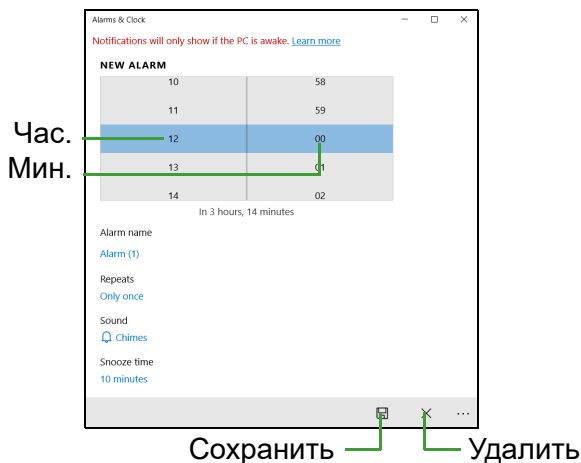 Alarms & Clock
Notifications will only show if the PC is awake. Learn more
NEW ALARM
10 58
11 59
Час. 12 00
Мин. 13 01
14 02
In 3 hours, 14 minutes
Alarm name
Alarm (1)
Repeats
Only once
Sound
Chimes
Snooze time
10 minutes
Сохранить Удалить